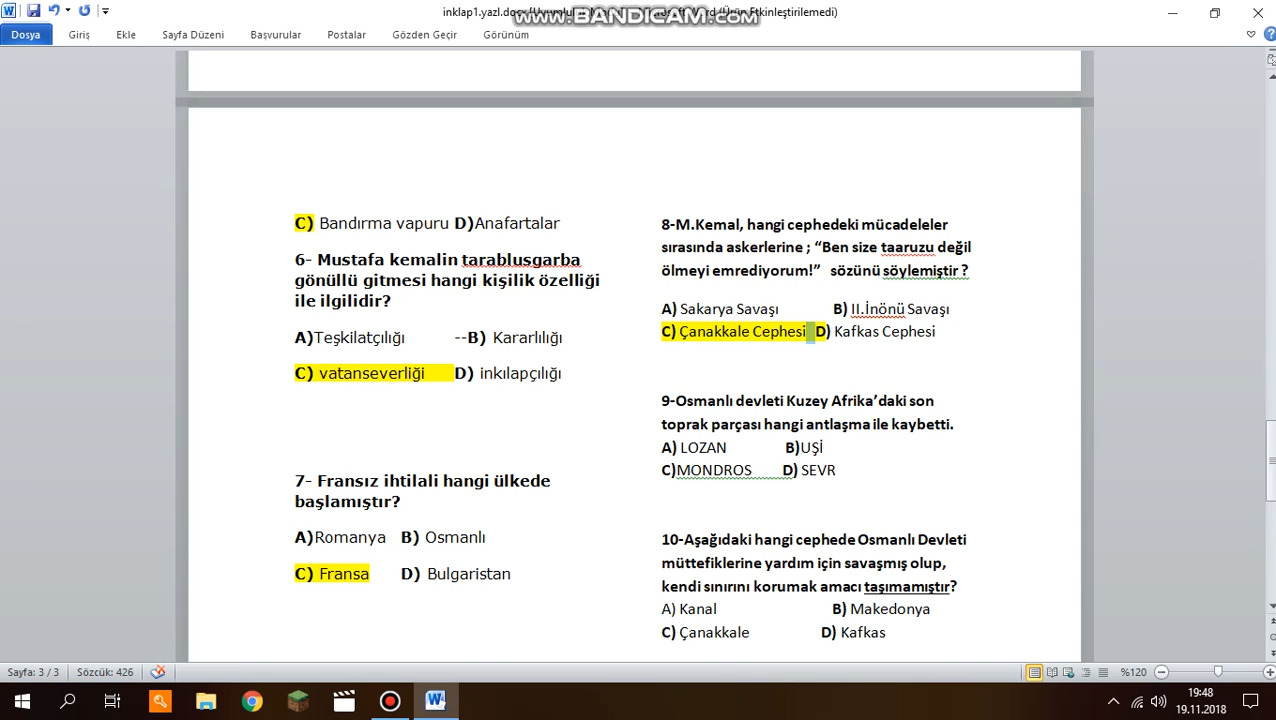 inklap1.yazl.docx
www.BANDICAM.com
(Ürün Etkinleştirilemedi)
Dosya Giriş Ekle Sayfa Düzeni Başvurular Postalar Gözden Geçir Görünüm
C) Bandırma vapuru D)Anafartalar
6- Mustafa kemalin tarablusgarba
gönüllü gitmesi hangi kişilik özelliği
ile ilgilidir?
A)Teşkilatçılığı --B) Kararlılığı
C) vatanseverliği D) inkılapçılığı
7- Fransız ihtilali hangi ülkede
başlamıştır?
A)Romanya B) Osmanlı
C) Fransa D) Bulgaristan
8-M.Kemal, hangi cephedeki mücadeleler
sırasında askerlerine ; “Ben size taaruzu değil
ölmeyi emrediyorum!” sözünü söylemiştir ?
A) Sakarya Savaşı B) II.İnönü Savaşı
C) Çanakkale Cephesi D) Kafkas Cephesi
9-Osmanlı devleti Kuzey Afrika’daki son
toprak parçası hangi antlaşma ile kaybetti.
A) LOZAN B)UŞİ
C)MONDROS D) SEVR
10-Aşağıdaki hangi cephede Osmanlı Devleti
müttefiklerine yardım için savaşmış olup,
kendi sınırını korumak amacı taşımamıştır?
A) Kanal B) Makedonya
C) Çanakkale D) Kafkas
Sayfa: 3 / 3 Sözcük: 426 %120
19:48
19.11.2018